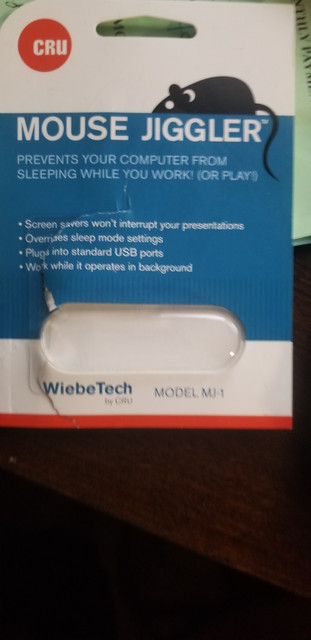 CRU
MOUSE JIGGLER™
PREVENTS YOUR COMPUTER FROM
SLEEPING WHILE YOU WORK! (OR PLAY!)
• Screen savers won't interrupt your presentations
• Overrides sleep mode settings
• Plugs into standard USB ports
• Work while it operates in background
WiebeTech
by CRU
MODEL MJ-1